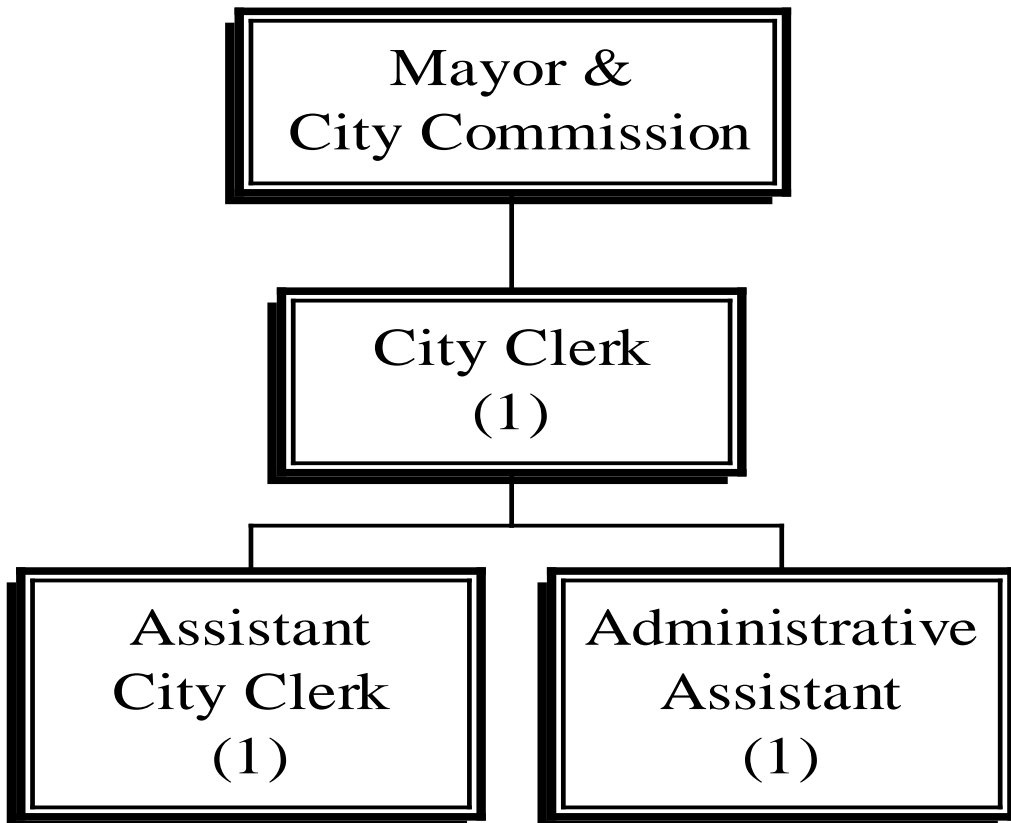 Mayor &
City Commission
City Clerk
(1)
Assistant
City Clerk
(1)
Administrative
Assistant
(1)